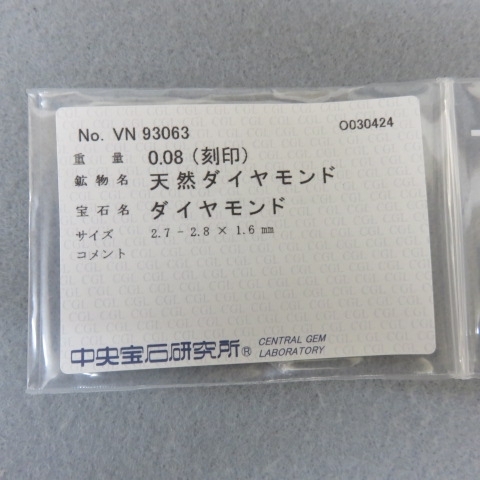 No. VN 93063 O030424
重量 0.08 (刻印)
鉱物名 天然ダイヤモンド
宝石名 ダイヤモンド
サイズ 2.7 - 2.8 × 1.6 mm
コメント
中央宝石研究所® CENTRAL GEM
LABORATORY